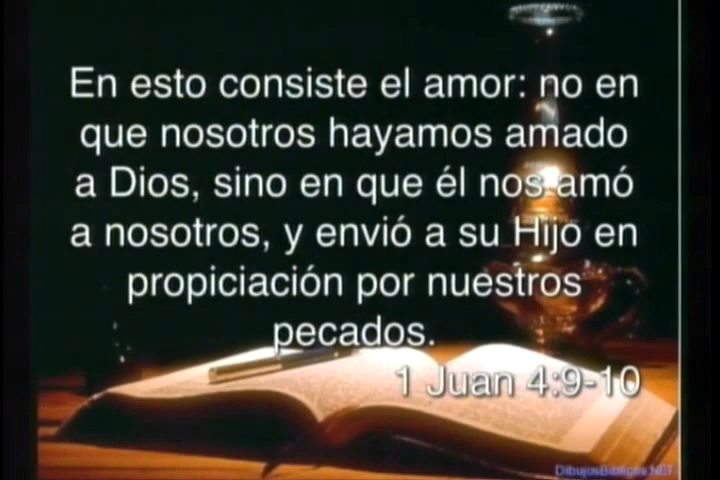 En esto consiste el amor: no en
que nosotros hayamos amado
a Dios, sino en que él nos amó
a nosotros, y envió a su Hijo en
propiciación por nuestros
pecados.
1 Juan 4:9-10
DibujosBiblicos.NET